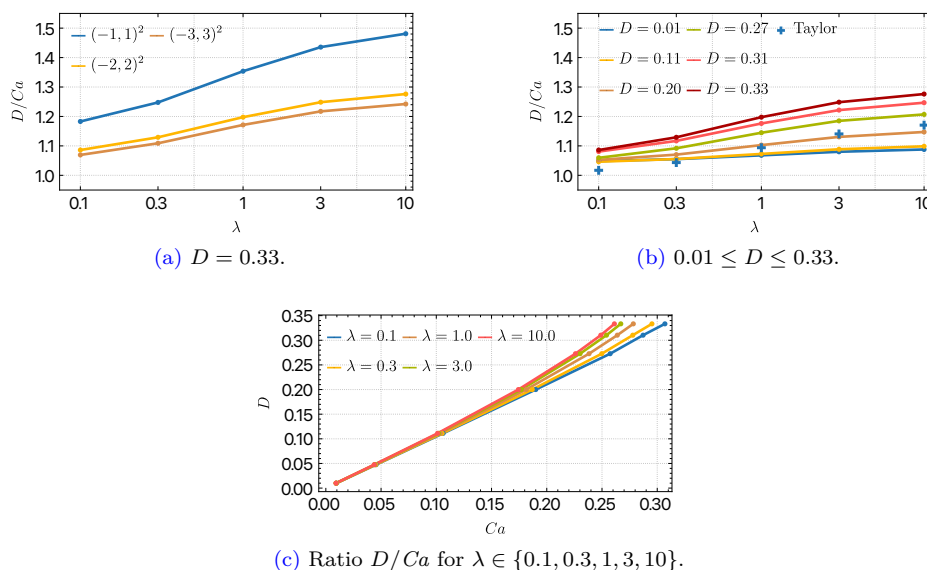 1.5
1.4
1.3
1.2
1.1
1.0
D/Ca
(−1, 1)² (−3, 3)²
(−2, 2)²
0.1 0.3 1 3 10
λ
(a) D = 0.33.
1.5
1.4
1.3
1.2
1.1
1.0
D/Ca
D = 0.01 D = 0.27 Taylor
D = 0.11 D = 0.31
D = 0.20 D = 0.33
0.1 0.3 1 3 10
λ
(b) 0.01 ≤ D ≤ 0.33.
0.35
0.30
0.25
0.20
0.10
0.05
0.00
D
λ = 0.1 λ = 1.0 λ = 10.0
λ = 0.3 λ = 3.0
0.00 0.05 0.10 0.15 0.20 0.25 0.30
Ca
(c) Ratio D/Ca for λ ∈ {0.1, 0.3, 1, 3, 10}.